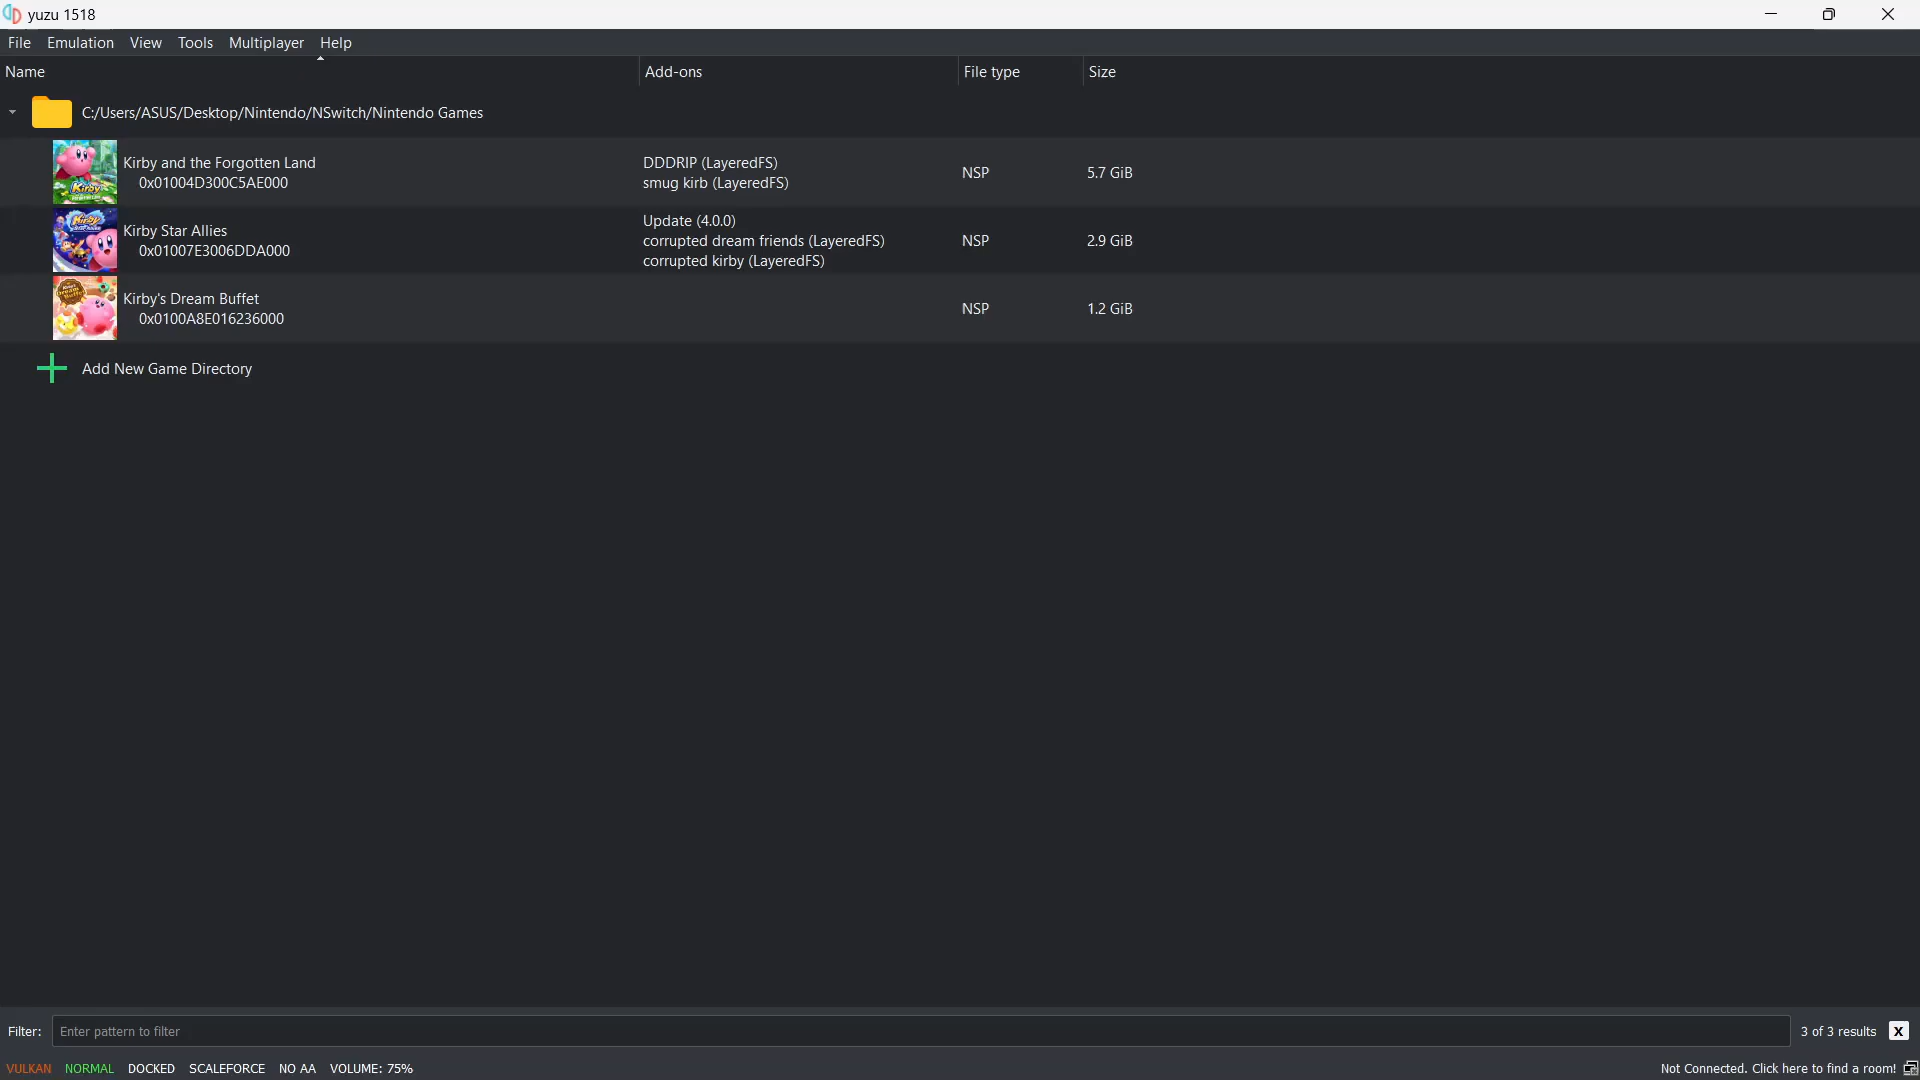 yuzu 1518
File Emulation View Tools Multiplayer Help
Name Add-ons File type Size
C:/Users/ASUS/Desktop/Nintendo/NSwitch/Nintendo Games
Kirby and the Forgotten Land
0x01004D300C5AE000
DDDRIP (LayeredFS)
smug kirb (LayeredFS)
NSP
5.7 GiB
Kirby Star Allies
0x01007E3006DDA000
Update (4.0.0)
corrupted dream friends (LayeredFS)
corrupted kirby (LayeredFS)
NSP
2.9 GiB
Kirby's Dream Buffet
0x0100A8E016236000
NSP
1.2 GiB
Add New Game Directory
Filter: Enter pattern to filter 3 of 3 results X
VULKAN NORMAL DOCKED SCALEFORCE NO AA VOLUME: 75% Not Connected. Click here to find a room!